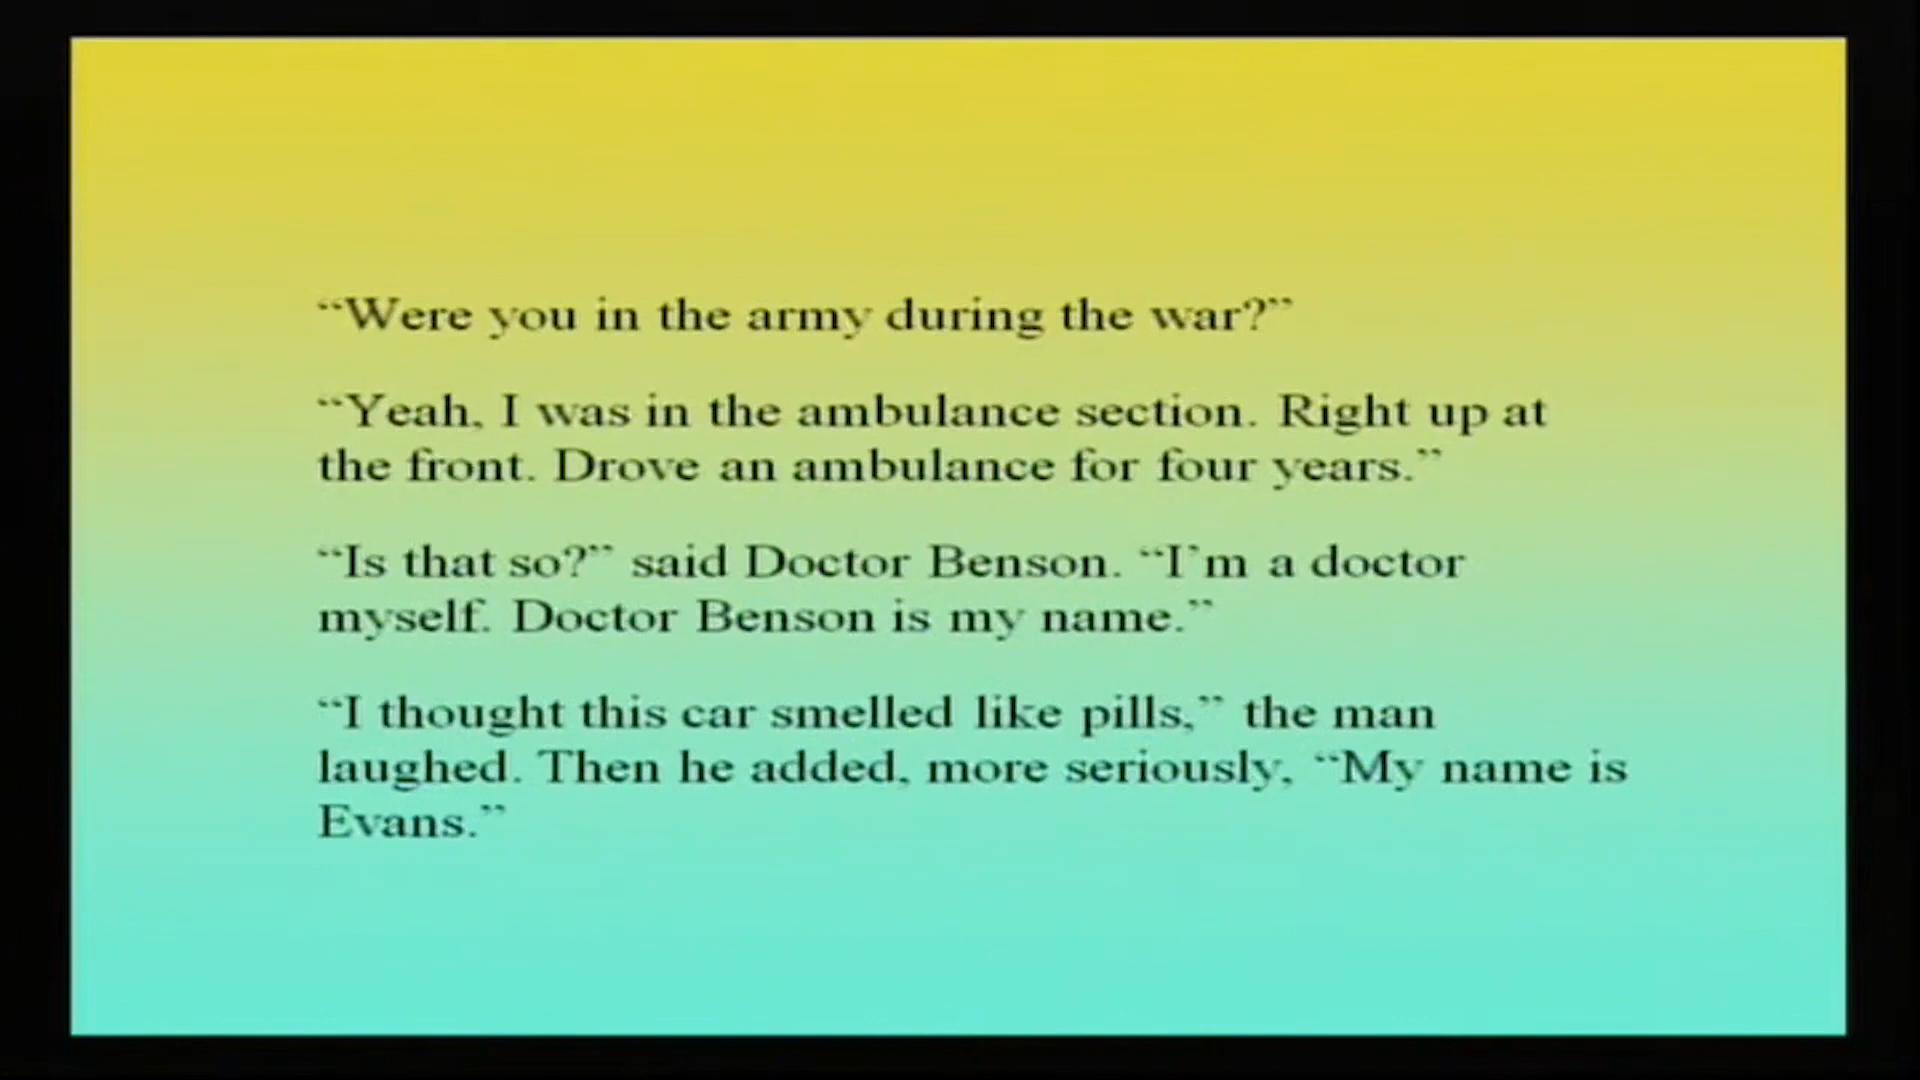 “Were you in the army during the war?”
“Yeah, I was in the ambulance section. Right up at
the front. Drove an ambulance for four years.”
“Is that so?” said Doctor Benson. “I’m a doctor
myself. Doctor Benson is my name.”
“I thought this car smelled like pills,” the man
laughed. Then he added, more seriously, “My name is
Evans.”